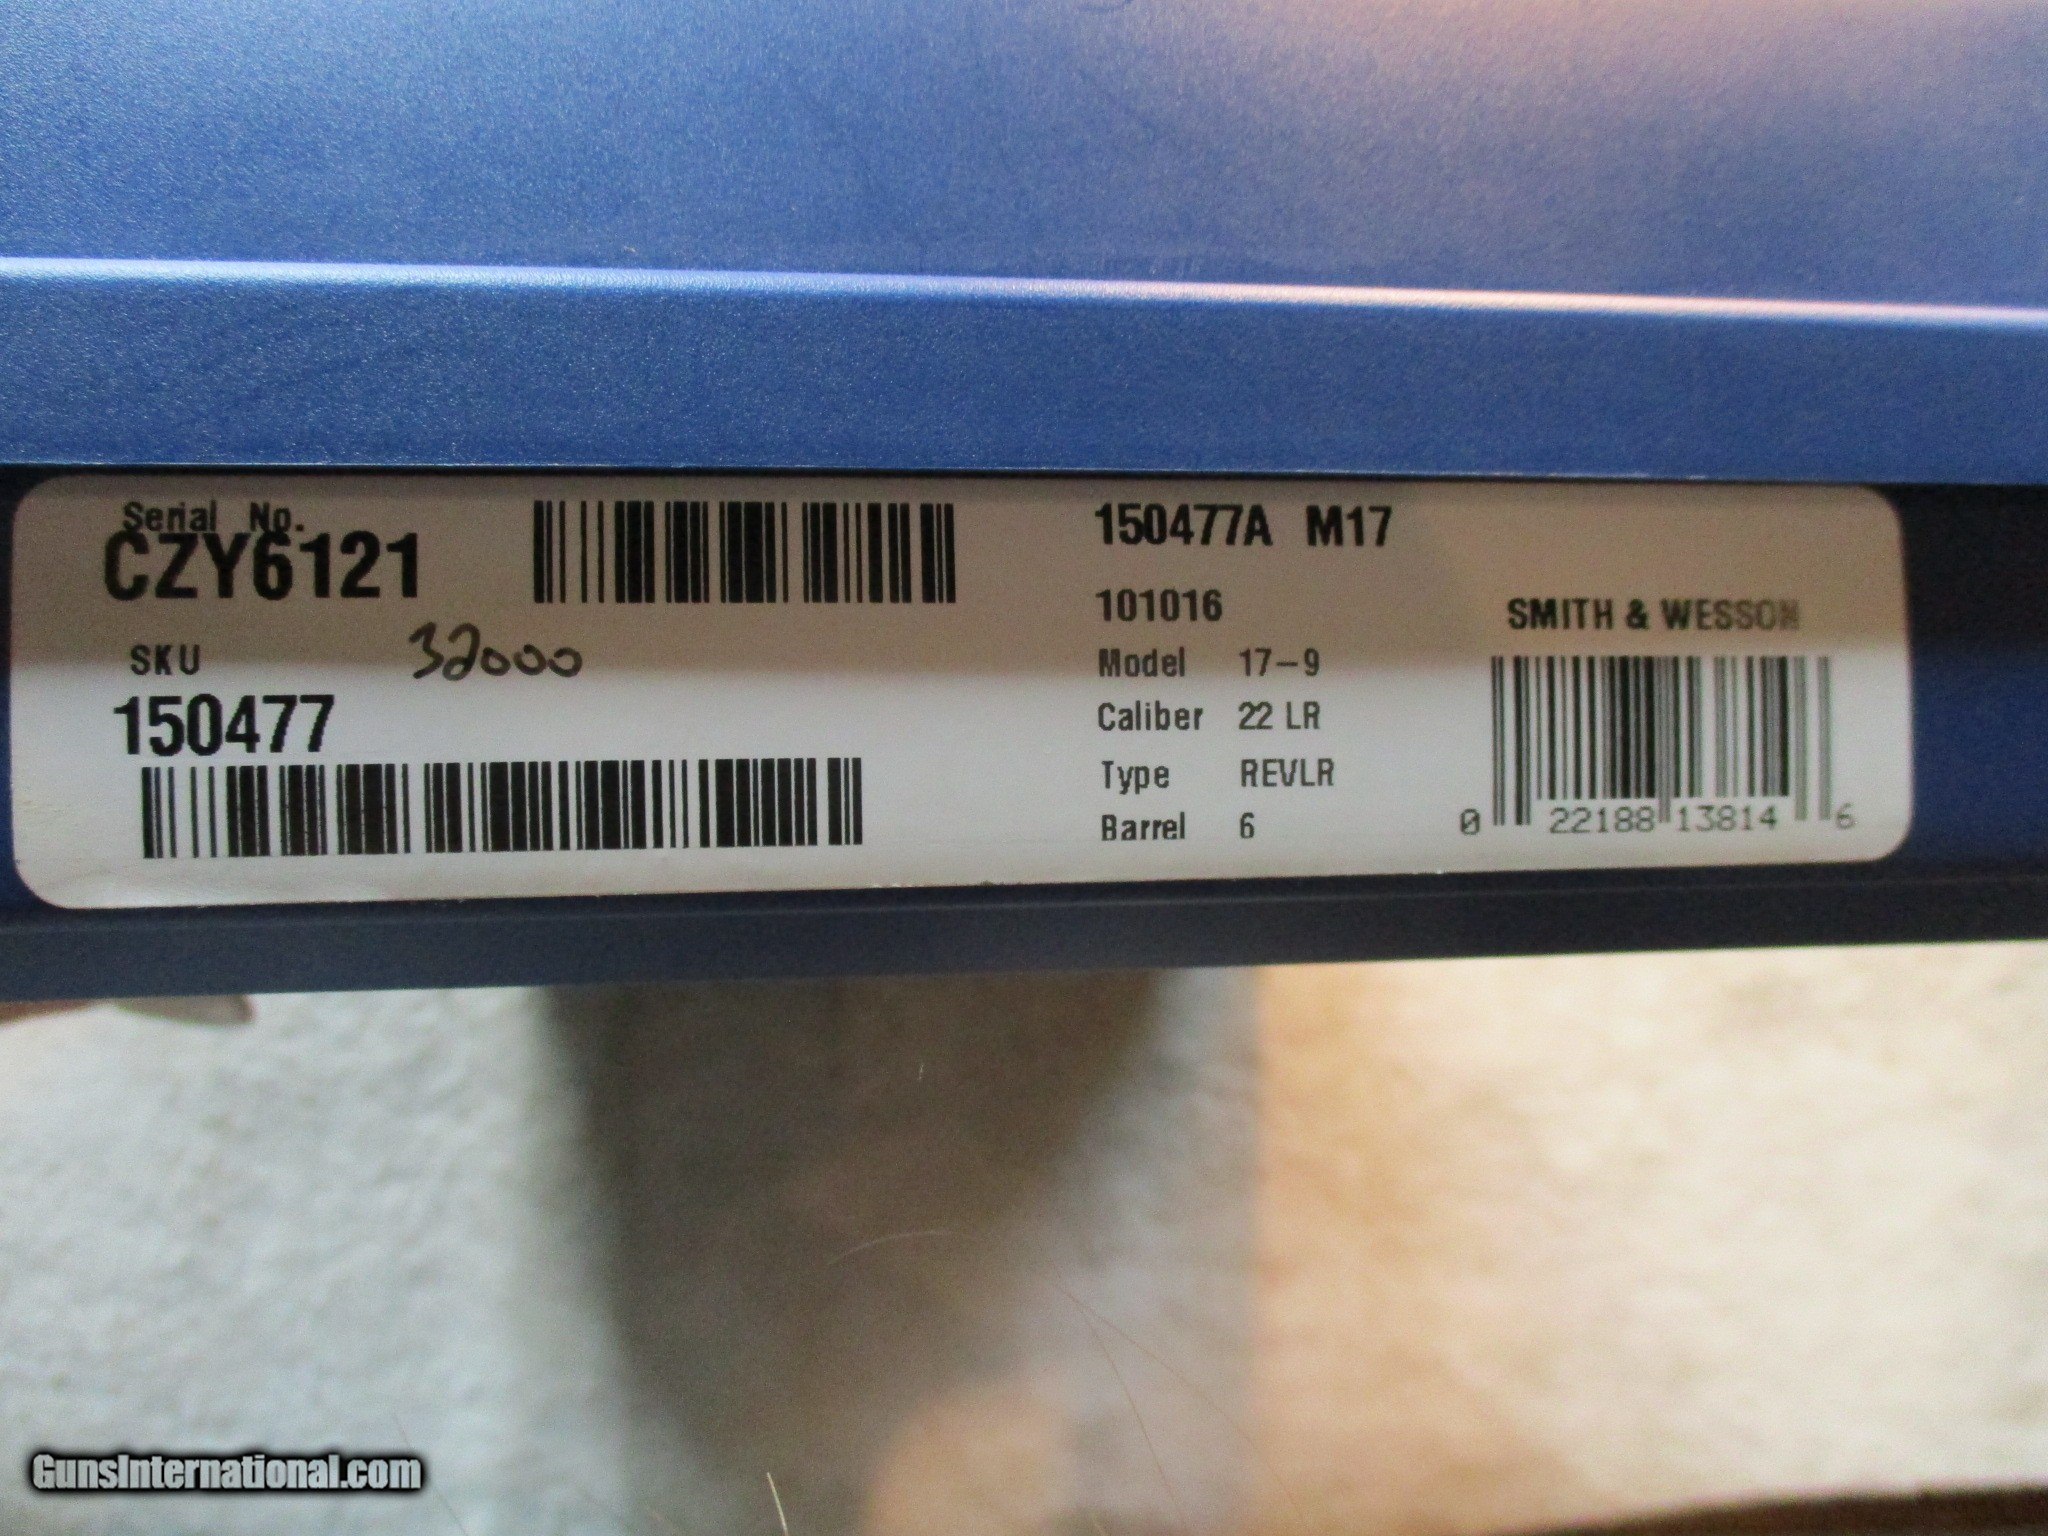 Serial No.
CZY6121
SKU 32000
150477
150477A M17
101016
Model 17-9
Caliber 22 LR
Type REVLR
Barrel 6
SMITH & WESSON
0 22188 13814 6
GunsInternational.com